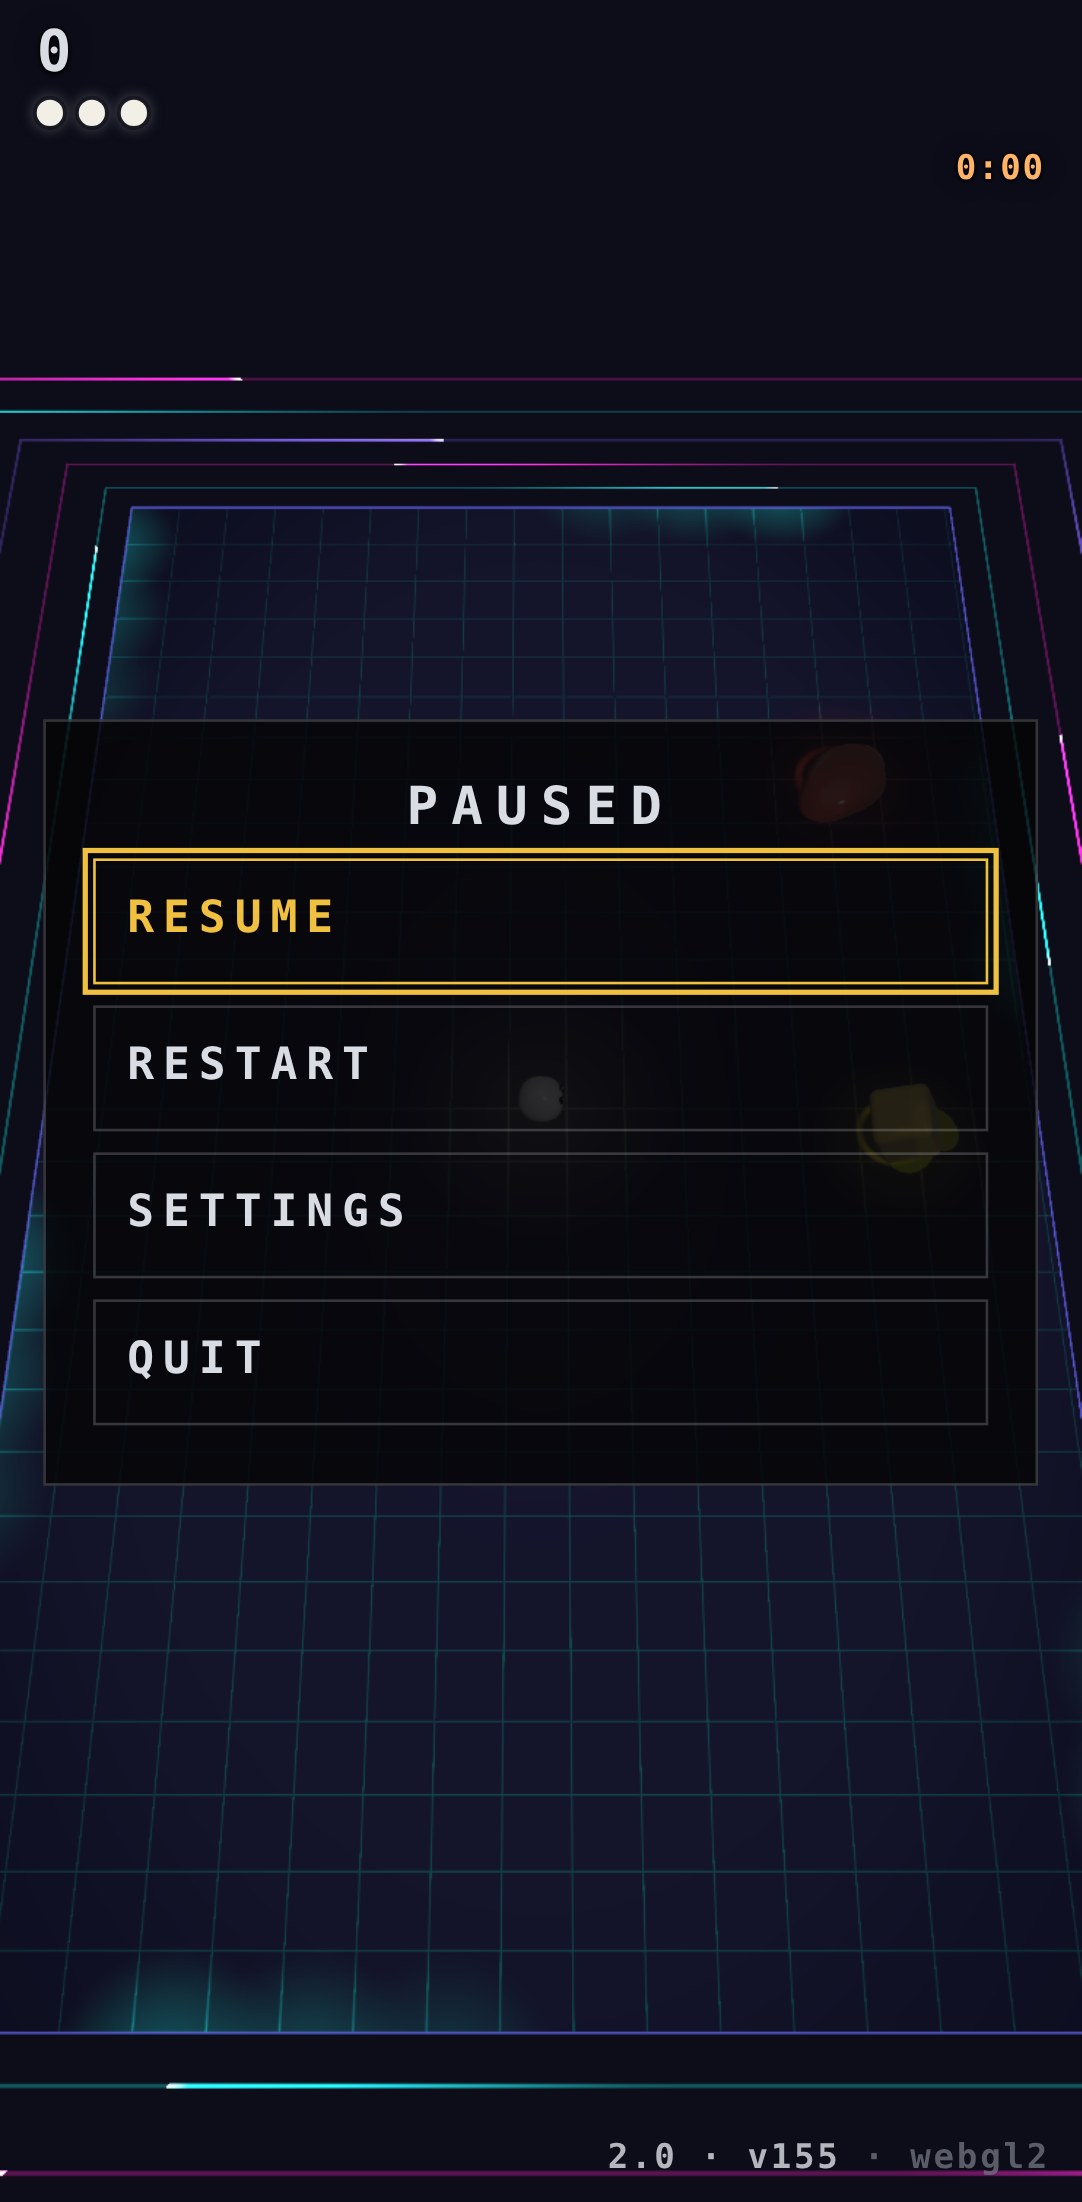 0
0:00
PAUSED
RESUME
RESTART
SETTINGS
QUIT
2.0 · v155 · webgl2